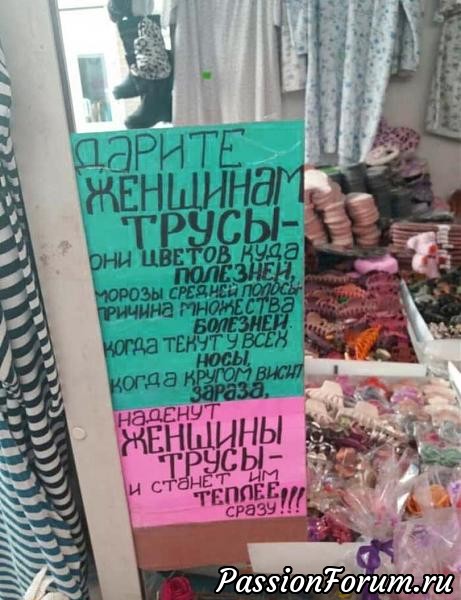 ДАРИТЕ
ЖЕНЩИНАМ
ТРУСЫ-
ОНИ ЦВЕТОВ КУДА
ПОЛЕЗНЕЙ,
МОРОЗЫ СРЕДНЕЙ ПОЛОСЫ-
ПРИЧИНА МНОЖЕСТВА
БОЛЕЗНЕЙ.
КОГДА ТЕКУТ У ВСЕХ
НОСЫ,
КОГДА КРУГОМ ВИСИТ
ЗАРАЗА,
НАДЕНУТ
ЖЕНЩИНЫ
ТРУСЫ-
И СТАНЕТ ИМ
ТЕПЛЕЕ
СРАЗУ!!!
PassionForum.ru